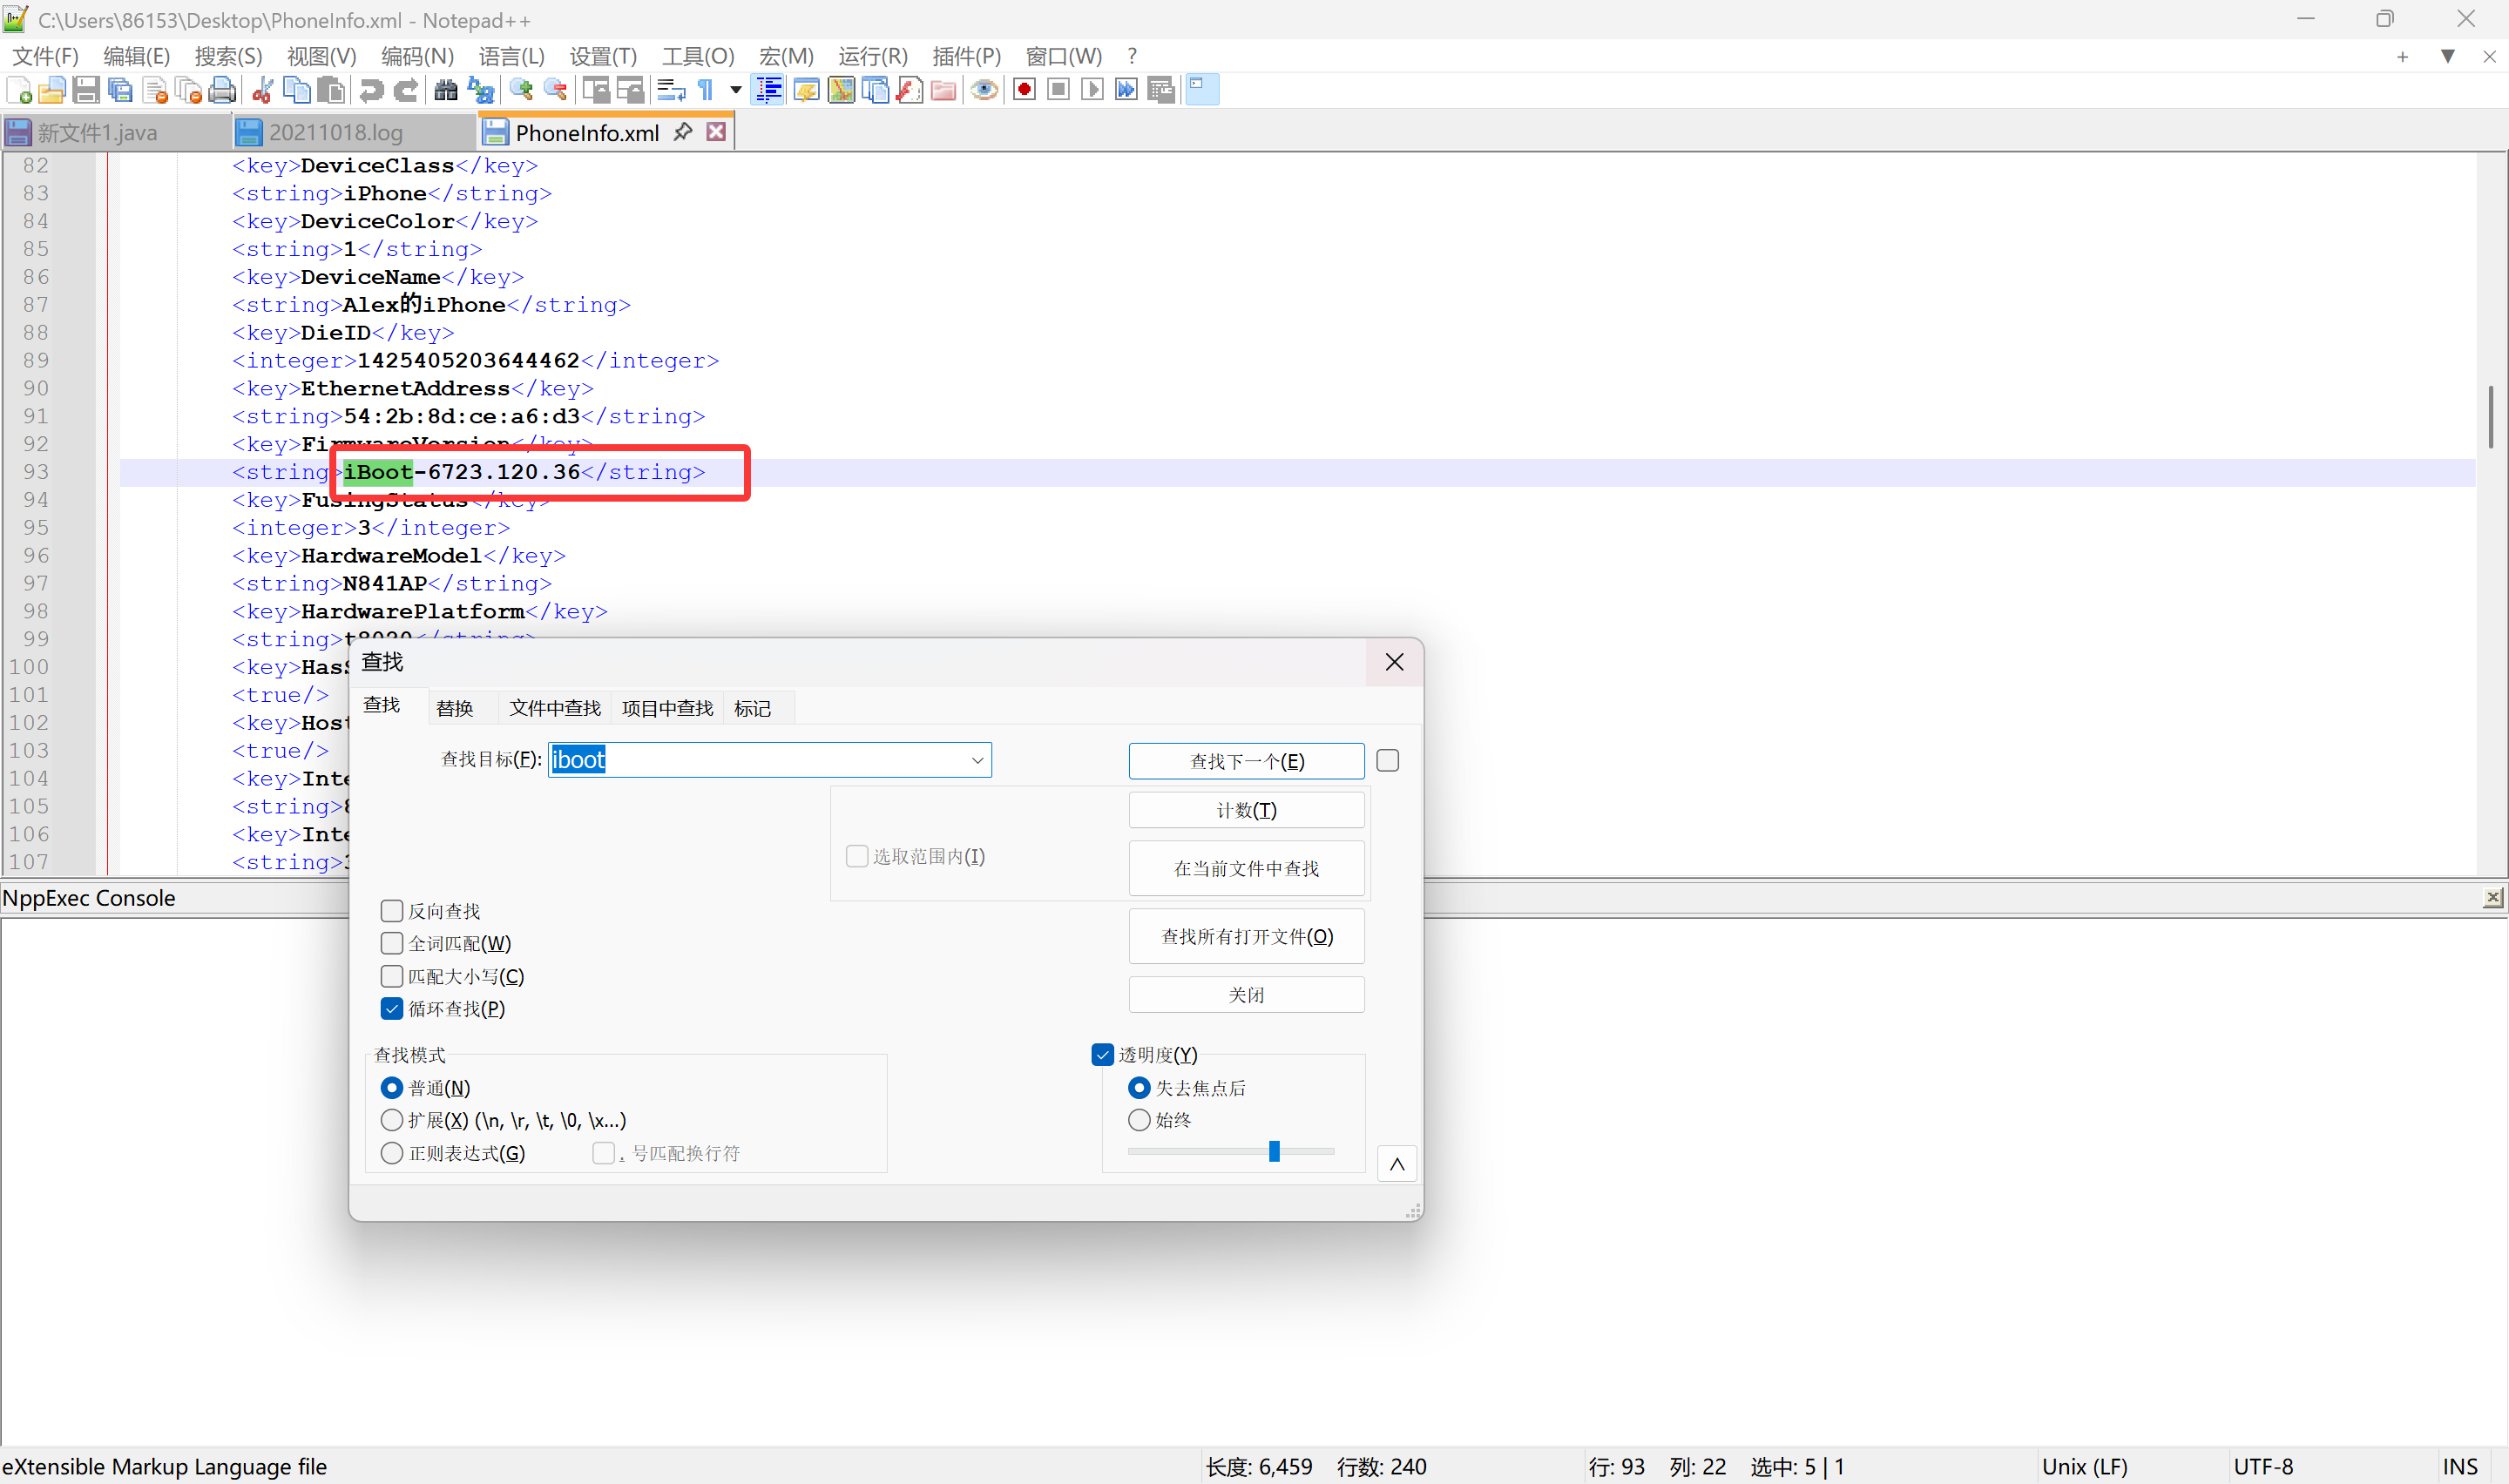 C:\Users\86153\Desktop\PhoneInfo.xml - Notepad++
文件(F) 编辑(E) 搜索(S) 视图(V) 编码(N) 语言(L) 设置(T) 工具(O) 宏(M) 运行(R) 插件(P) 窗口(W) ?
新文件1.java 20211018.log PhoneInfo.xml
82 <key>DeviceClass</key>
83 <string>iPhone</string>
84 <key>DeviceColor</key>
85 <string>1</string>
86 <key>DeviceName</key>
87 <string>Alex的iPhone</string>
88 <key>DieID</key>
89 <integer>1425405203644462</integer>
90 <key>EthernetAddress</key>
91 <string>54:2b:8d:ce:a6:d3</string>
92 <key>FirmwareVersion</key>
93 <string>iBoot-6723.120.36</string>
94 <key>FusingStatus</key>
95 <integer>3</integer>
96 <key>HardwareModel</key>
97 <string>N841AP</string>
98 <key>HardwarePlatform</key>
99 <string>t8020</string>
100 <key>Has
101 <true/>
102 <key>Host
103 <true/>
104 <key>Inte
105 <string>
106 <key>Inte
107 <string>
查找
查找 替换 文件中查找 项目中查找 标记
查找目标(F): iboot 查找下一个(E)
计数(T)
选取范围内(I)
在当前文件中查找
反向查找
查找所有打开文件(O)
全词匹配(W)
匹配大小写(C)
关闭
循环查找(P)
查找模式 透明度(Y)
普通(N) 失去焦点后
扩展(X) (\n, \r, \t, \0, \x...) 始终
正则表达式(G) . 号匹配换行符
NppExec Console
eXtensible Markup Language file 长度: 6,459 行数: 240 行: 93 列: 22 选中: 5 | 1 Unix (LF) UTF-8 INS